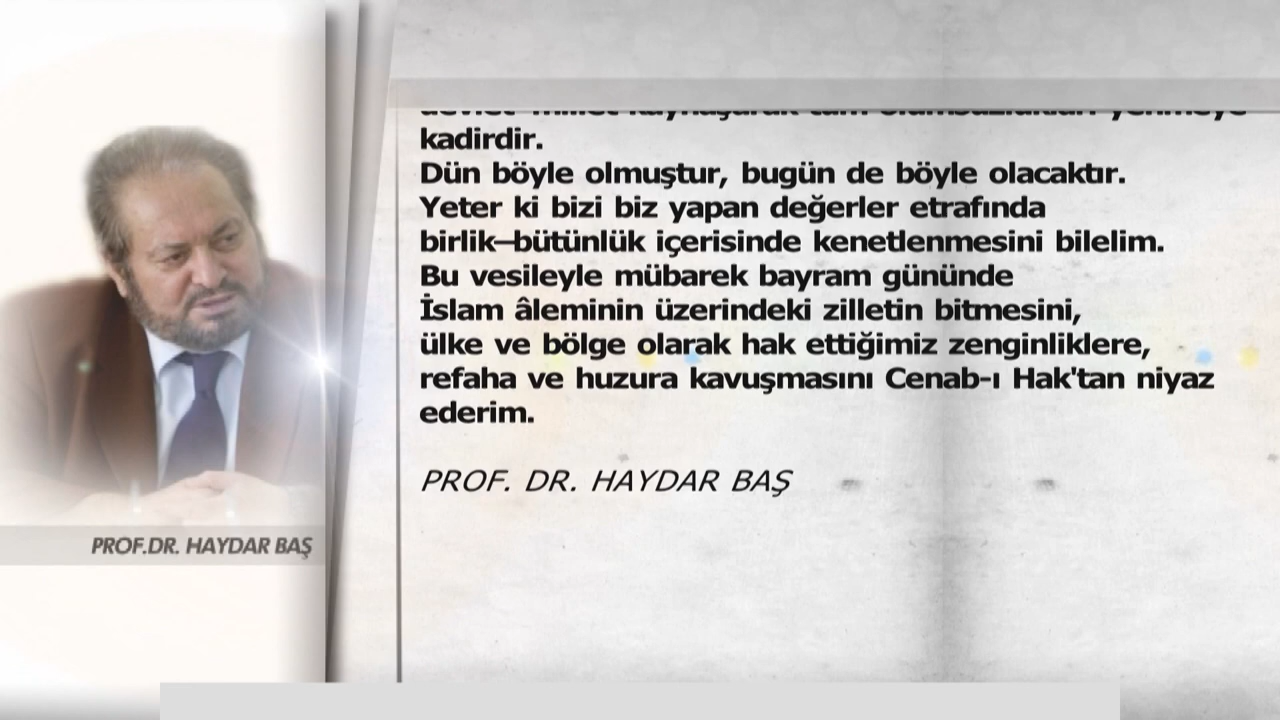 kadirdir.
Dün böyle olmuştur, bugün de böyle olacaktır.
Yeter ki bizi biz yapan değerler etrafında
birlik–bütünlük içerisinde kenetlenmesini bilelim.
Bu vesileyle mübarek bayram gününde
İslam âleminin üzerindeki zilletin bitmesini,
ülke ve bölge olarak hak ettiğimiz zenginliklere,
refaha ve huzura kavuşmasını Cenab-ı Hak'tan niyaz
ederim.
PROF. DR. HAYDAR BAŞ
PROF.DR. HAYDAR BAŞ